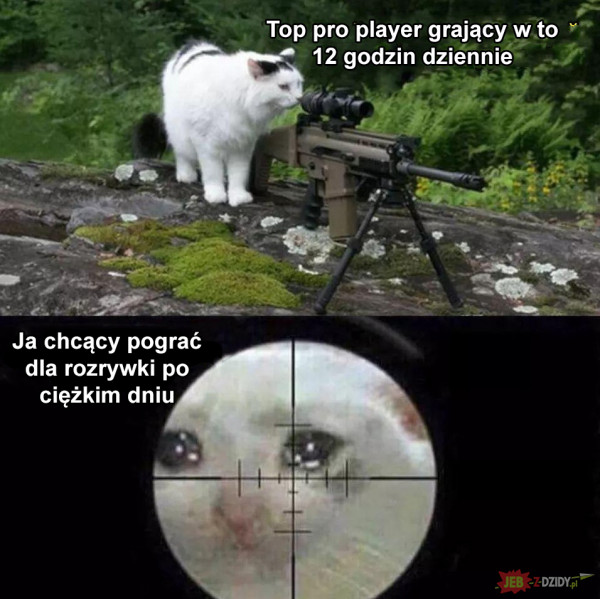 Top pro player grający w to
12 godzin dziennie
Ja chcący pograć
dla rozrywki po
ciężkim dniu
JEB-Z-DZIDY.pl